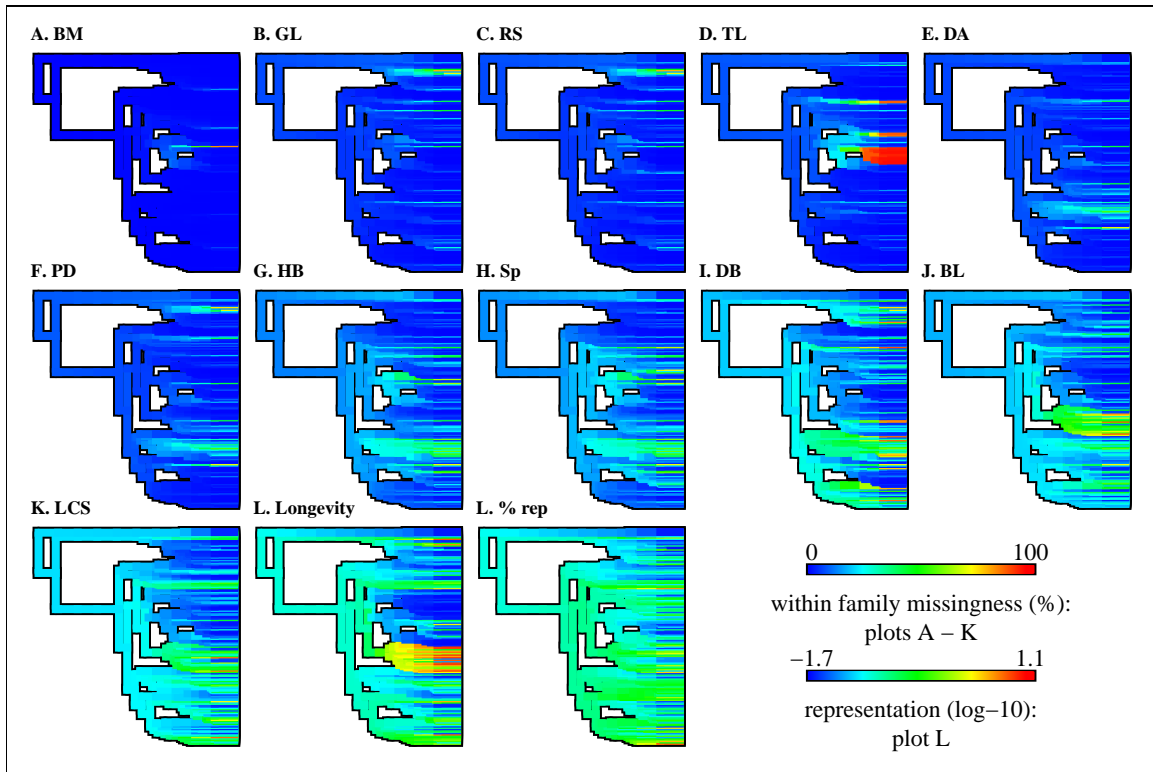 A. BM
B. GL
C. RS
D. TL
E. DA
F. PD
G. HB
H. Sp
I. DB
J. BL
K. LCS
L. Longevity
L. % rep
0 100
within family missingness (%):
plots A – K
−1.7 1.1
representation (log−10):
plot L